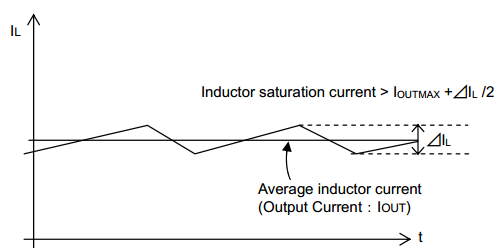 IL
Inductor saturation current > IOUTMAX +⊿IL /2
⊿IL
Average inductor current
(Output Current : IOUT)
t